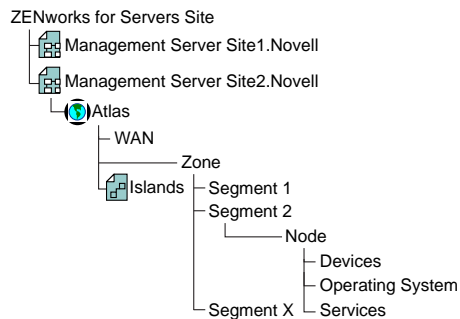 ZENworks for Servers Site
Management Server Site1.Novell
Management Server Site2.Novell
Atlas
WAN
Zone
Islands
Segment 1
Segment 2
Node
Devices
Operating System
Segment X
Services